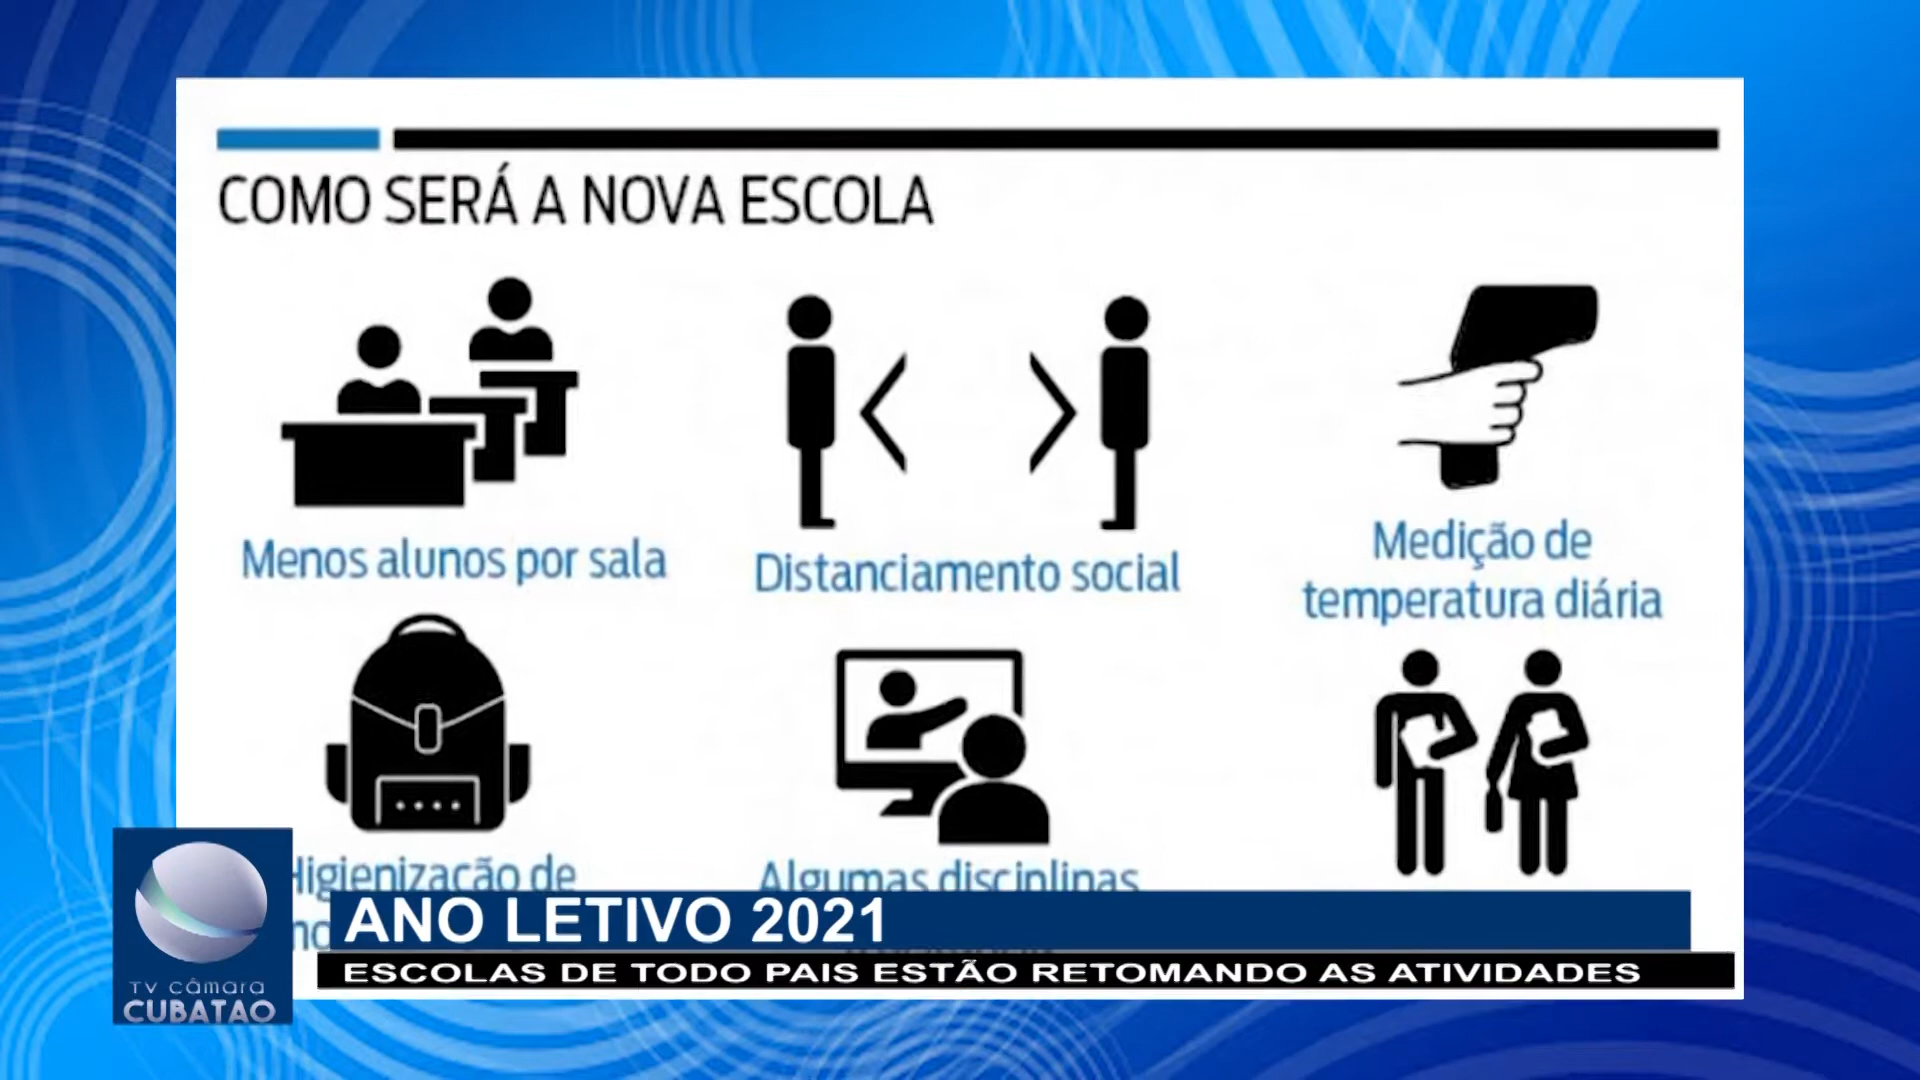 COMO SERÁ A NOVA ESCOLA
Menos alunos por sala
Distanciamento social
Medição de
temperatura diária
Higienização de
Algumas disciplinas
ANO LETIVO 2021
ESCOLAS DE TODO PAIS ESTÃO RETOMANDO AS ATIVIDADES
TV CÂMARA
CUBATAO